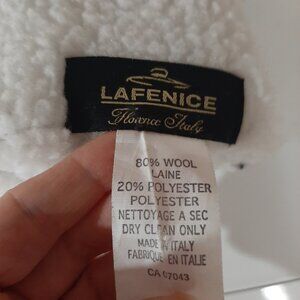 LAFENICE
Florence Italy
80% WOOL
LAINE
20% POLYESTER
POLYESTER
NETTOYAGE A SEC
DRY CLEAN ONLY
MADE IN ITALY
FABRIQUE EN ITALIE
CA 07043